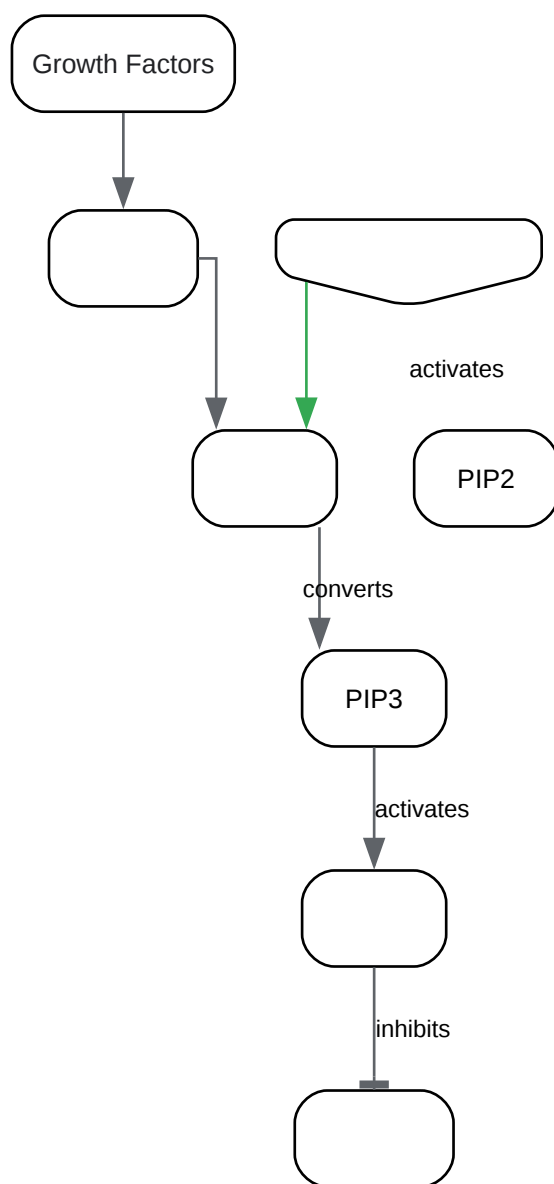 Growth Factors
activates
PIP2
converts
PIP3
activates
inhibits